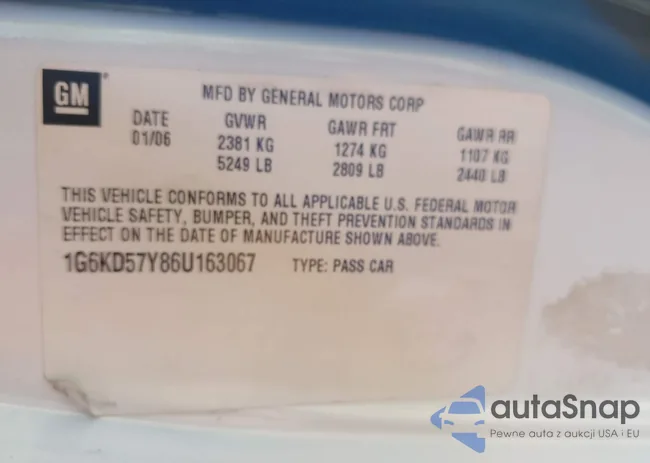 GM
MFD BY GENERAL MOTORS CORP
DATE GVWR GAWR FRT GAWR RR
01/06 2381 KG 1274 KG 1107 KG
5249 LB 2809 LB 2440 LB
THIS VEHICLE CONFORMS TO ALL APPLICABLE U.S. FEDERAL MOTOR
VEHICLE SAFETY, BUMPER, AND THEFT PREVENTION STANDARDS IN
EFFECT ON THE DATE OF MANUFACTURE SHOWN ABOVE.
1G6KD57Y86U163067 TYPE: PASS CAR
autaSnap
Pewne auta z aukcji USA i EU